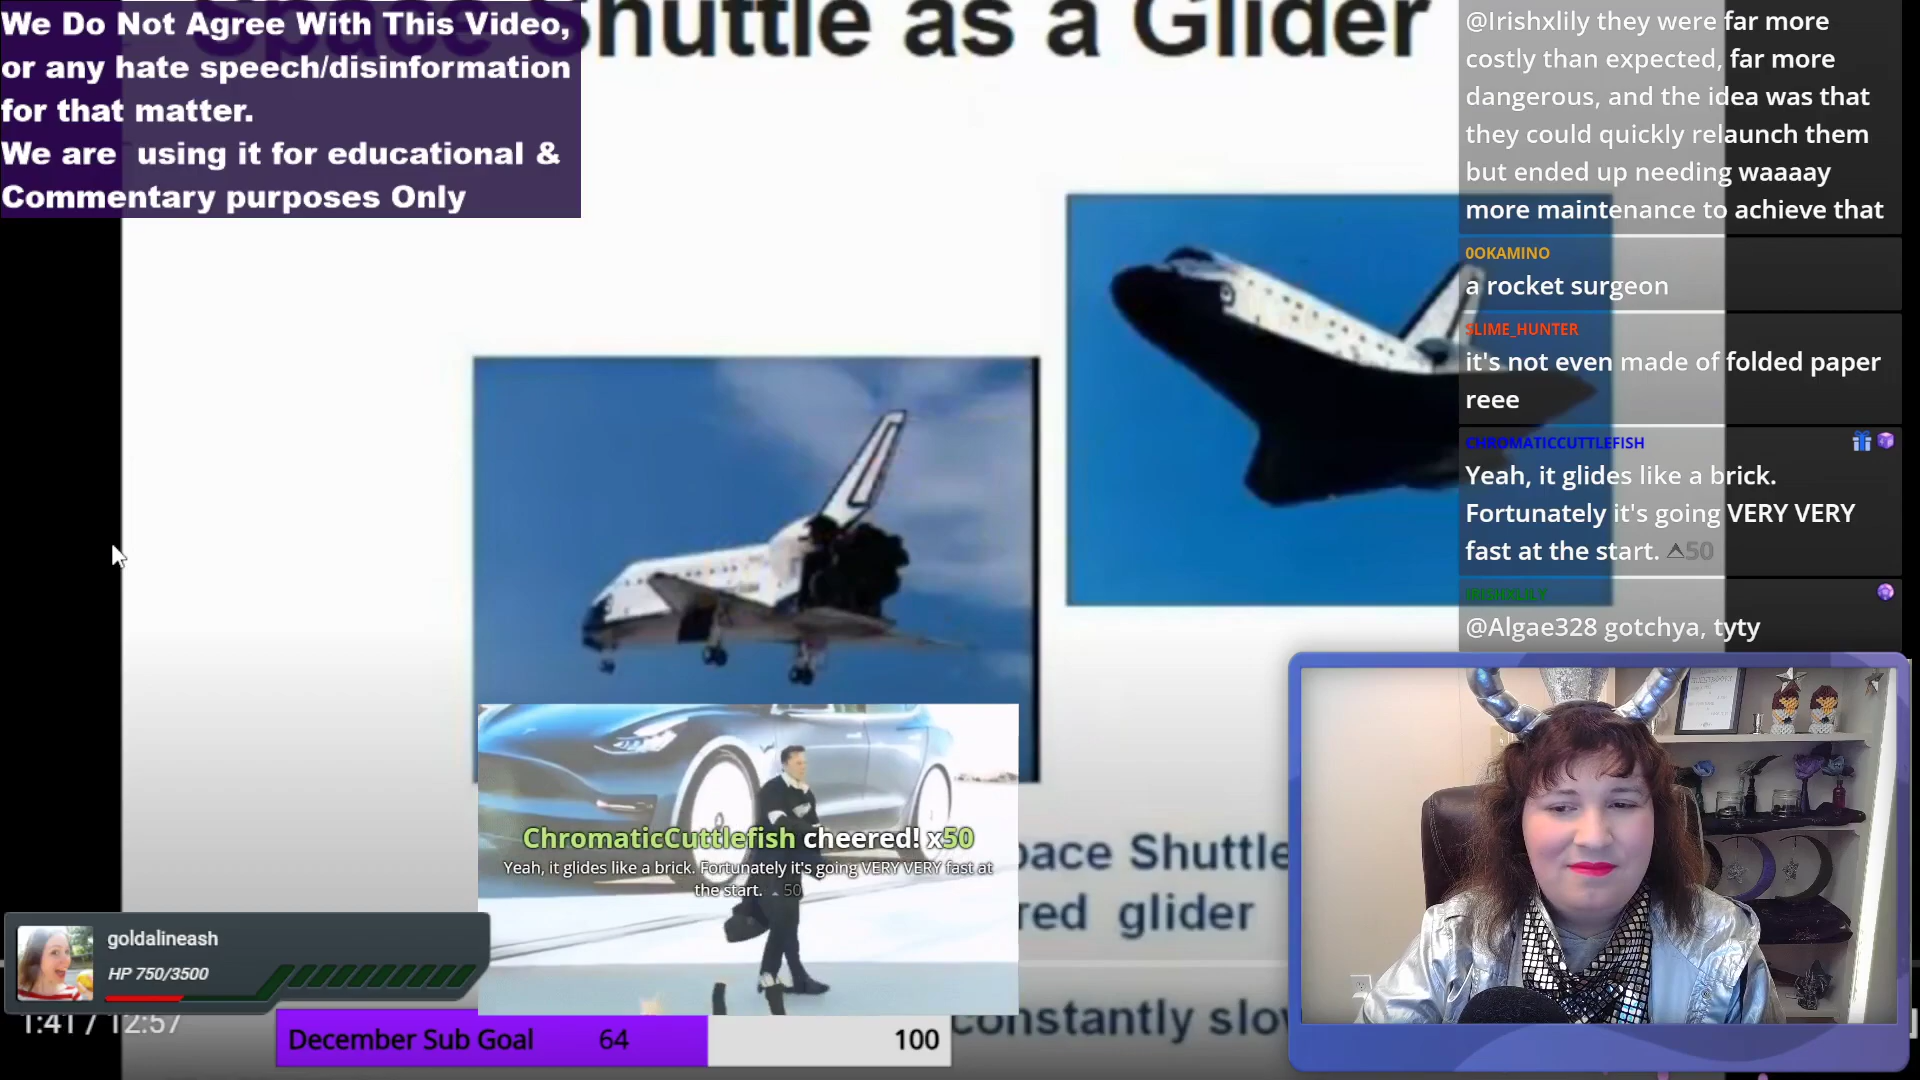 We Do Not Agree With This Video,
or any hate speech/disinformation
for that matter.
We are using it for educational &
Commentary purposes Only
Space Shuttle as a Glider
@Irishxlily they were far more
costly than expected, far more
dangerous, and the idea was that
they could quickly relaunch them
but ended up needing waaaay
more maintenance to achieve that
0OKAMINO
a rocket surgeon
SLIME_HUNTER
it's not even made of folded paper
reee
CHROMATICCUTTLEFISH
Yeah, it glides like a brick.
Fortunately it's going VERY VERY
fast at the start. 50
IRISHXLILY
@Algae328 gotchya, tyty
ChromaticCuttlefish cheered! x50
Yeah, it glides like a brick. Fortunately it's going VERY VERY fast at
the start. 50
pace Shuttle
red glider
constantly slo
goldalineash
HP 750/3500
1:41 / 12:57
December Sub Goal 64 100